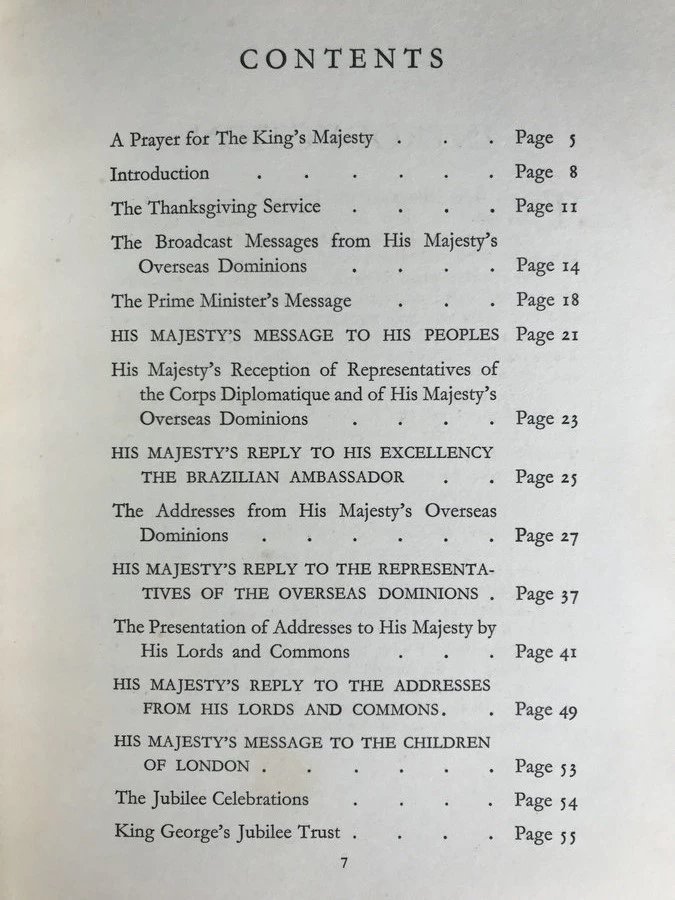 CONTENTS
A Prayer for The King's Majesty . . . Page 5
Introduction . . . . . . Page 8
The Thanksgiving Service . . . . Page 11
The Broadcast Messages from His Majesty's
Overseas Dominions . . . . Page 14
The Prime Minister's Message . . . Page 18
HIS MAJESTY'S MESSAGE TO HIS PEOPLES Page 21
His Majesty's Reception of Representatives of
the Corps Diplomatique and of His Majesty's
Overseas Dominions . . . . Page 23
HIS MAJESTY'S REPLY TO HIS EXCELLENCY
THE BRAZILIAN AMBASSADOR . . Page 25
The Addresses from His Majesty's Overseas
Dominions . . . . . . Page 27
HIS MAJESTY'S REPLY TO THE REPRESENTA-
TIVES OF THE OVERSEAS DOMINIONS . Page 37
The Presentation of Addresses to His Majesty by
His Lords and Commons . . . Page 41
HIS MAJESTY'S REPLY TO THE ADDRESSES
FROM HIS LORDS AND COMMONS. . Page 49
HIS MAJESTY'S MESSAGE TO THE CHILDREN
OF LONDON . . . . . . Page 53
The Jubilee Celebrations . . . . Page 54
King George's Jubilee Trust . . . . Page 55
7